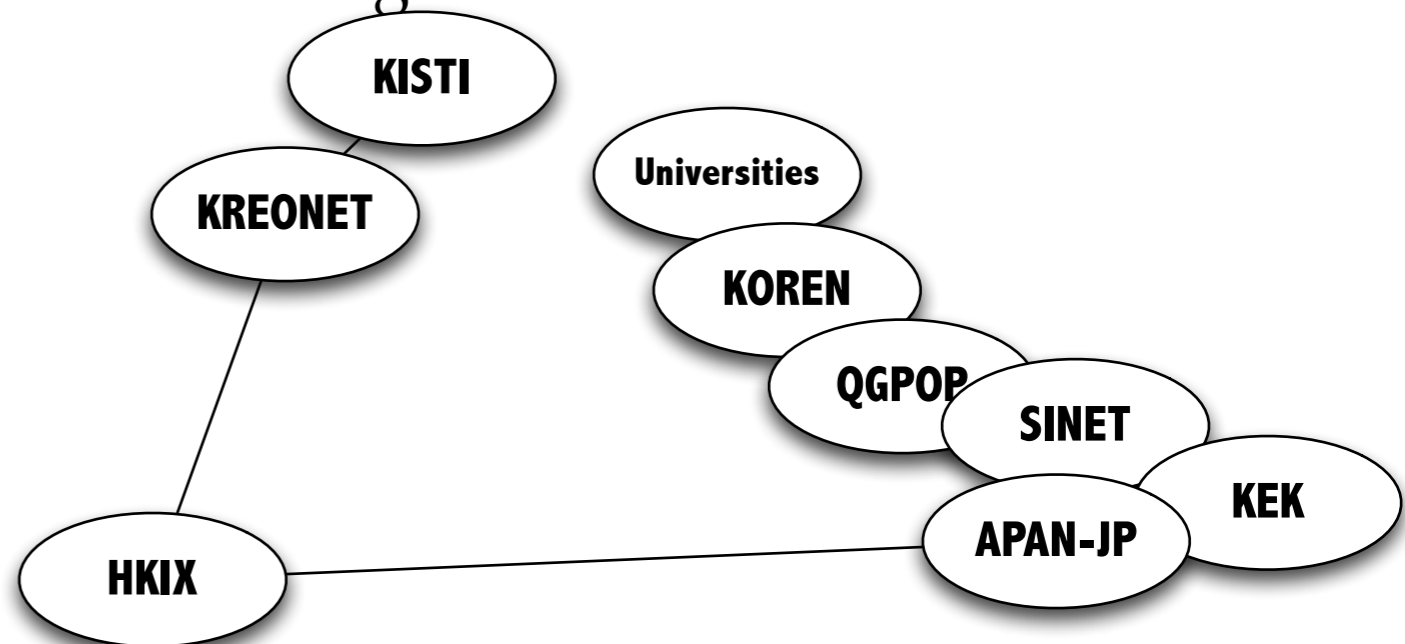 KISTI
Universities
KREONET
KOREN
QGPOP
SINET
KEK
APAN-JP
HKIX